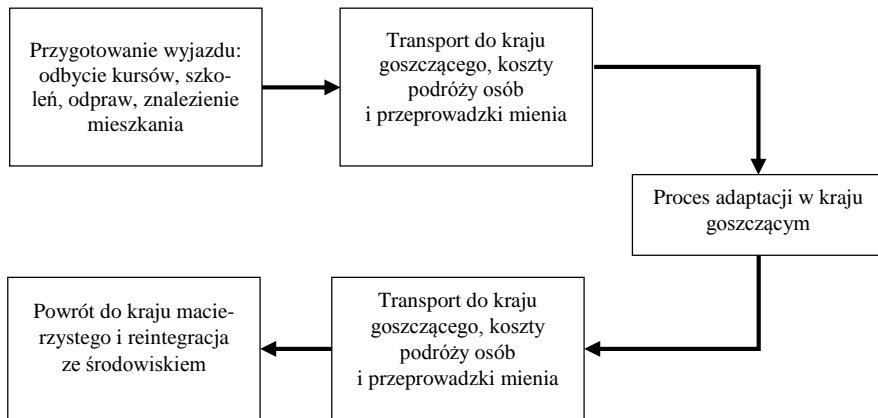 Przygotowanie wyjazdu:
odbycie kursów, szko-
leń, odpraw, znalezienie
mieszkania
Transport do kraju
goszczącego, koszty
podróży osób
i przeprowadzki mienia
Proces adaptacji w kraju
goszczącym
Transport do kraju
goszczącego, koszty
podróży osób
i przeprowadzki mienia
Powrót do kraju macie-
rzystego i reintegracja
ze środowiskiem